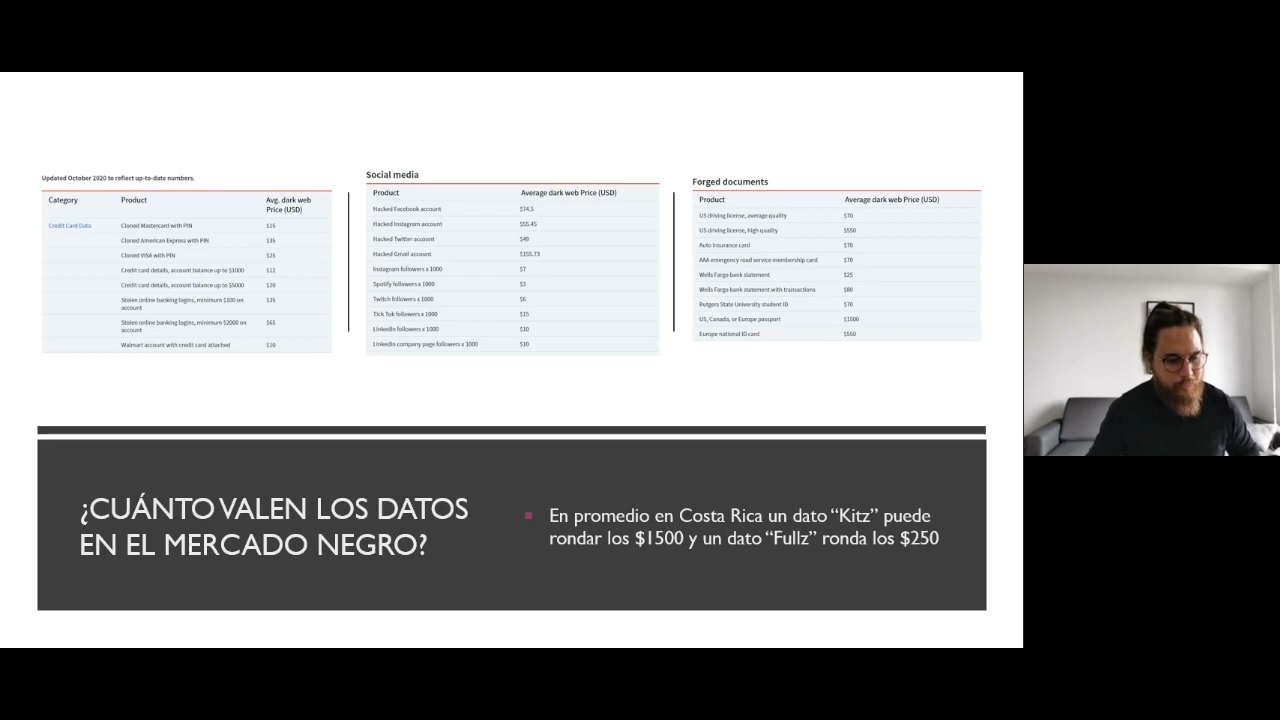 Updated October 2020 to reflect up-to-date numbers.
Category Product Avg. dark web
Price (USD)
Credit Card Data Cloned Mastercard with PIN $15
Cloned American Express with PIN $35
Cloned VISA with PIN $25
Credit card details, account balance up to $1000 $12
Credit card details, account balance up to $5000 $20
Stolen online banking logins, minimum $100 on $35
account
Stolen online banking logins, minimum $2000 on $65
account
Walmart account with credit card attached $10
Social media
Product Average dark web Price (USD)
Hacked Facebook account $74.5
Hacked Instagram account $55.45
Hacked Twitter account $49
Hacked Gmail account $155.73
Instagram followers x 1000 $7
Spotify followers x 1000 $3
Twitch followers x 1000 $6
Tick Tok followers x 1000 $15
LinkedIn followers x 1000 $10
LinkedIn company page followers x 1000 $10
Forged documents
Product Average dark web Price (USD)
US driving license, average quality $70
US driving license, high quality $550
Auto insurance card $70
AAA emergency road service membership card $70
Wells Fargo bank statement $25
Wells Fargo bank statement with transactions $80
Rutgers State University student ID $70
US, Canada, or Europe passport $1500
Europe national ID card $550
¿CUÁNTO VALEN LOS DATOS
EN EL MERCADO NEGRO?
En promedio en Costa Rica un dato “Kitz” puede
rondar los $1500 y un dato “Fullz” ronda los $250